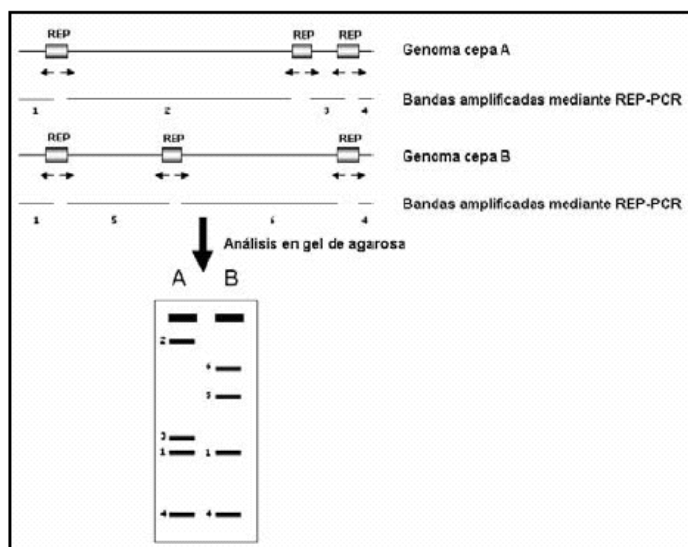 REP REP REP
Genoma cepa A
1 2 3 4
Bandas amplificadas mediante REP-PCR
REP REP REP
Genoma cepa B
1 5 6 4
Bandas amplificadas mediante REP-PCR
Análisis en gel de agarosa
A B
2
5
3
1 1
4 4